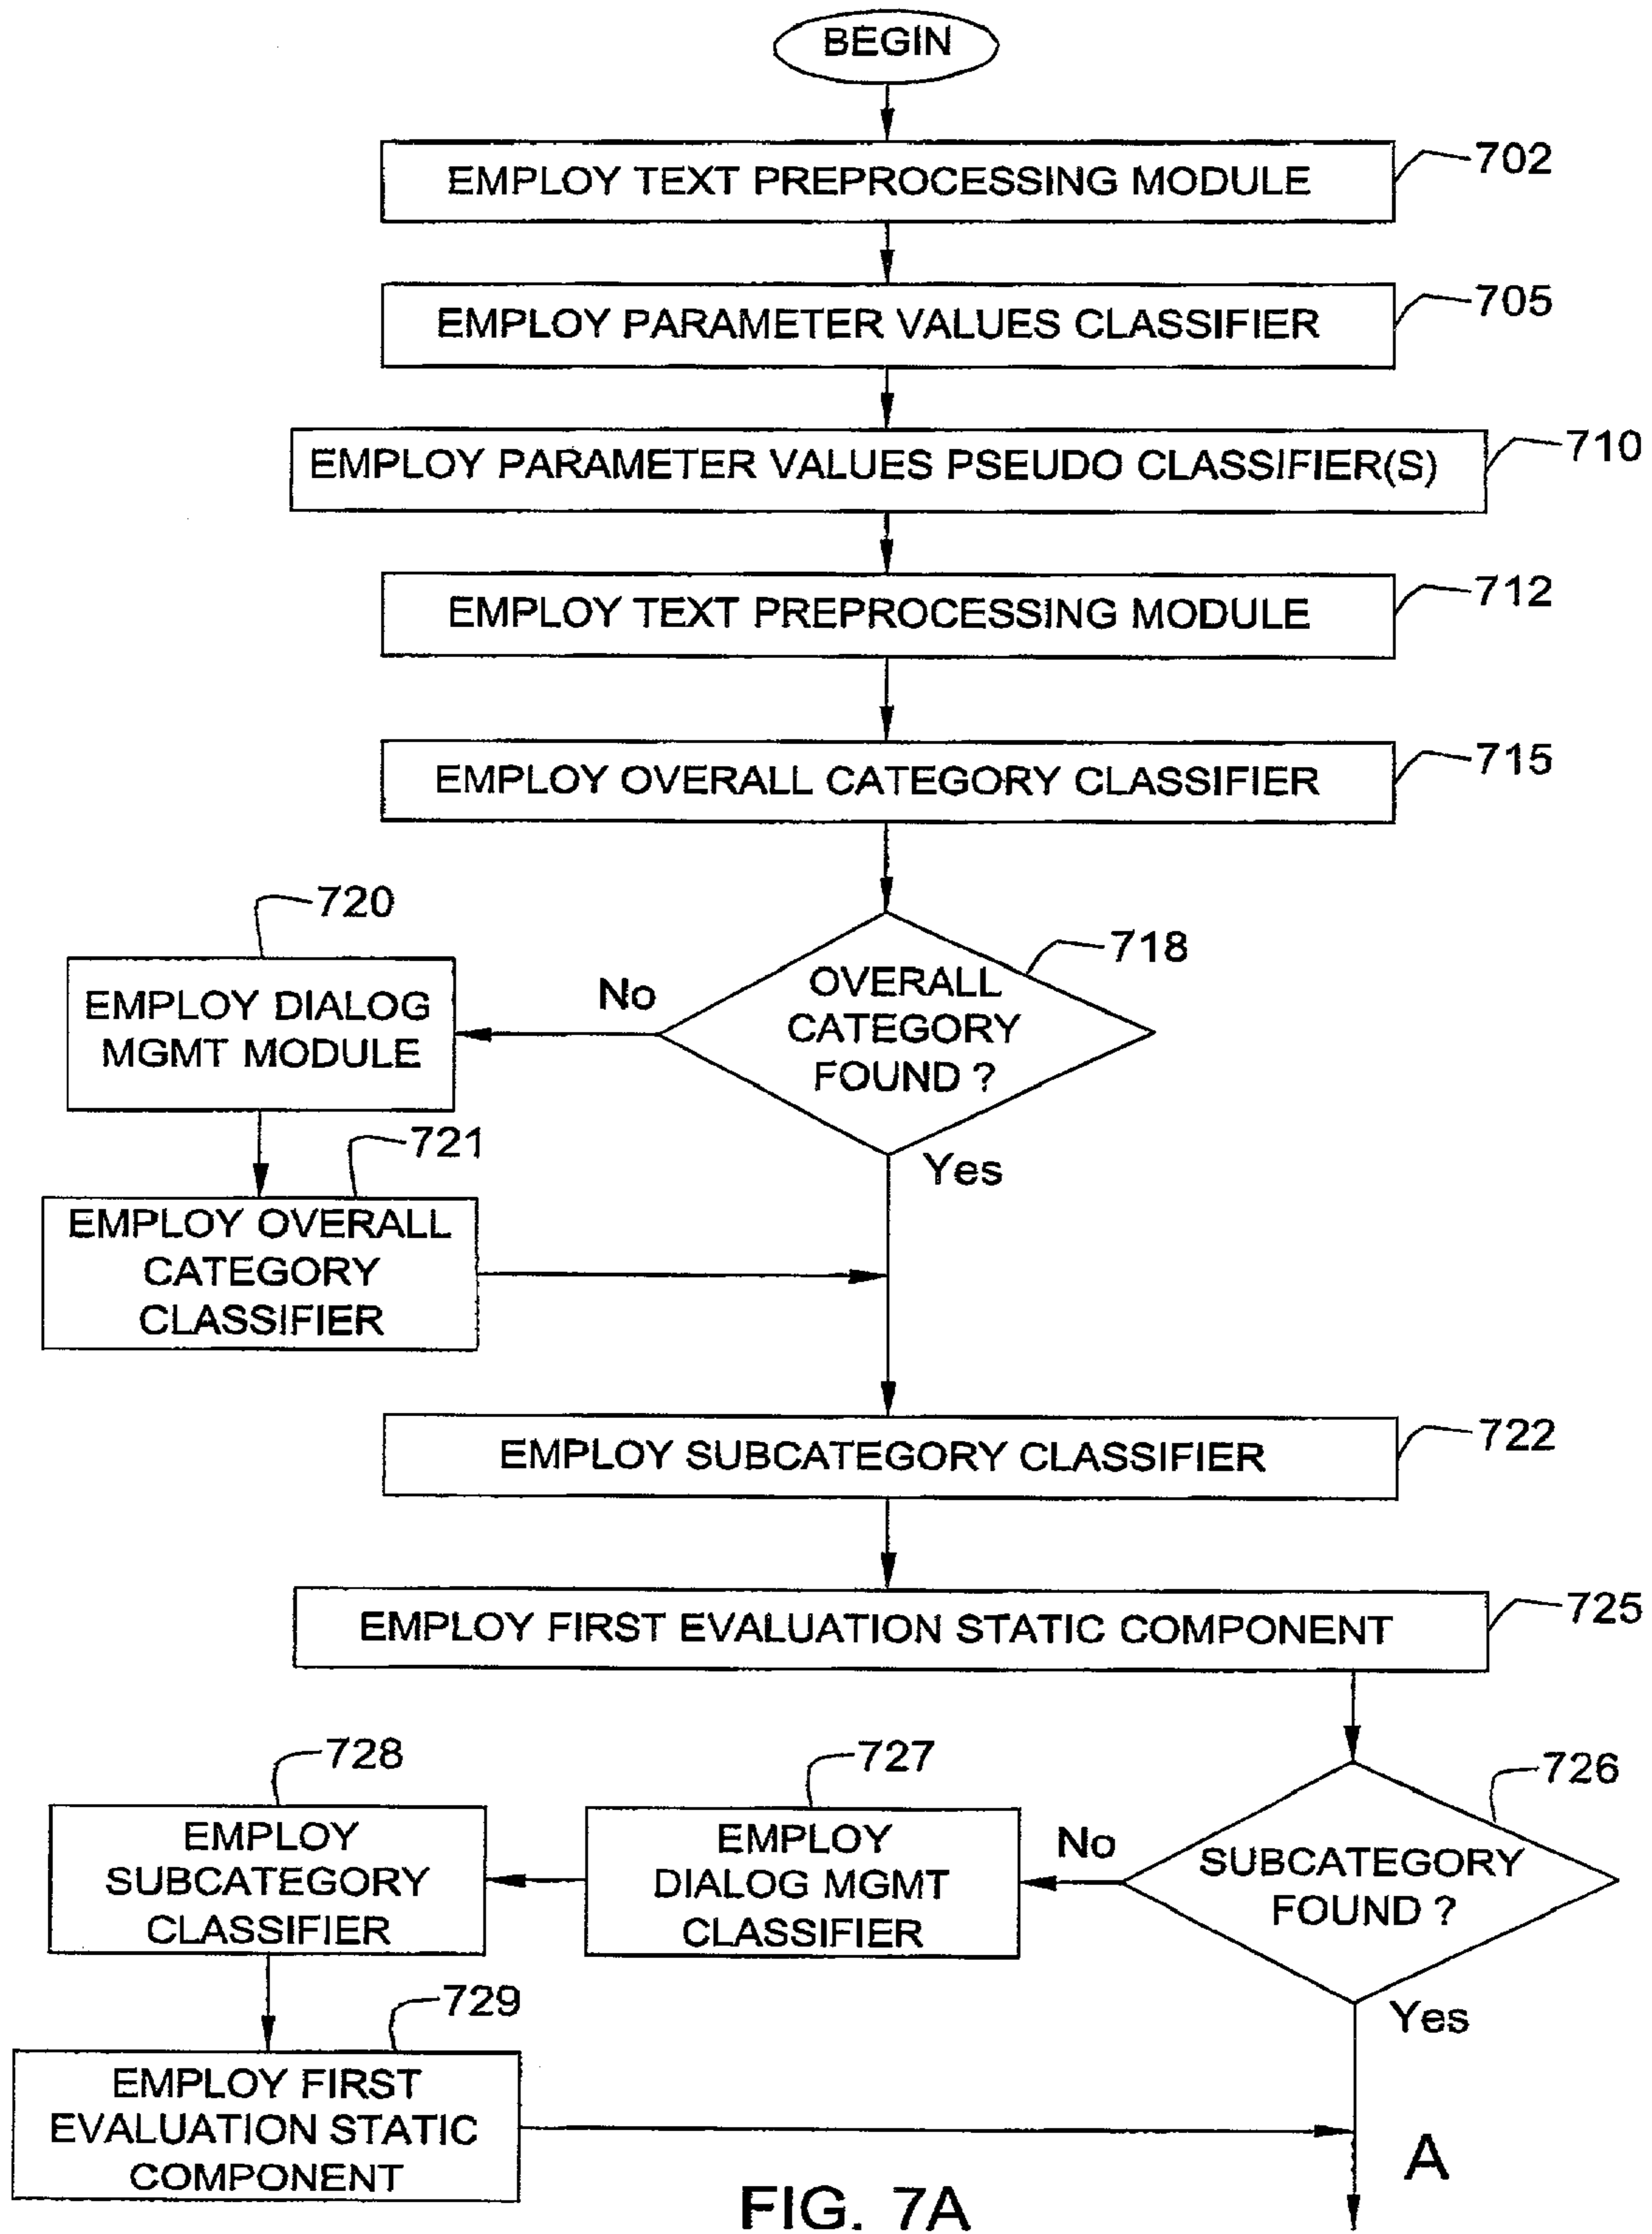 BEGIN
EMPLOY TEXT PREPROCESSING MODULE
702
EMPLOY PARAMETER VALUES CLASSIFIER
705
EMPLOY PARAMETER VALUES PSEUDO CLASSIFIER(S)
710
EMPLOY TEXT PREPROCESSING MODULE
712
EMPLOY OVERALL CATEGORY CLASSIFIER
715
720
EMPLOY DIALOG
MGMT MODULE
No
718
OVERALL
CATEGORY
FOUND ?
Yes
721
EMPLOY OVERALL
CATEGORY
CLASSIFIER
EMPLOY SUBCATEGORY CLASSIFIER
722
EMPLOY FIRST EVALUATION STATIC COMPONENT
725
728
EMPLOY
SUBCATEGORY
CLASSIFIER
727
EMPLOY
DIALOG MGMT
CLASSIFIER
No
726
SUBCATEGORY
FOUND ?
Yes
729
EMPLOY FIRST
EVALUATION STATIC
COMPONENT
A
FIG. 7A